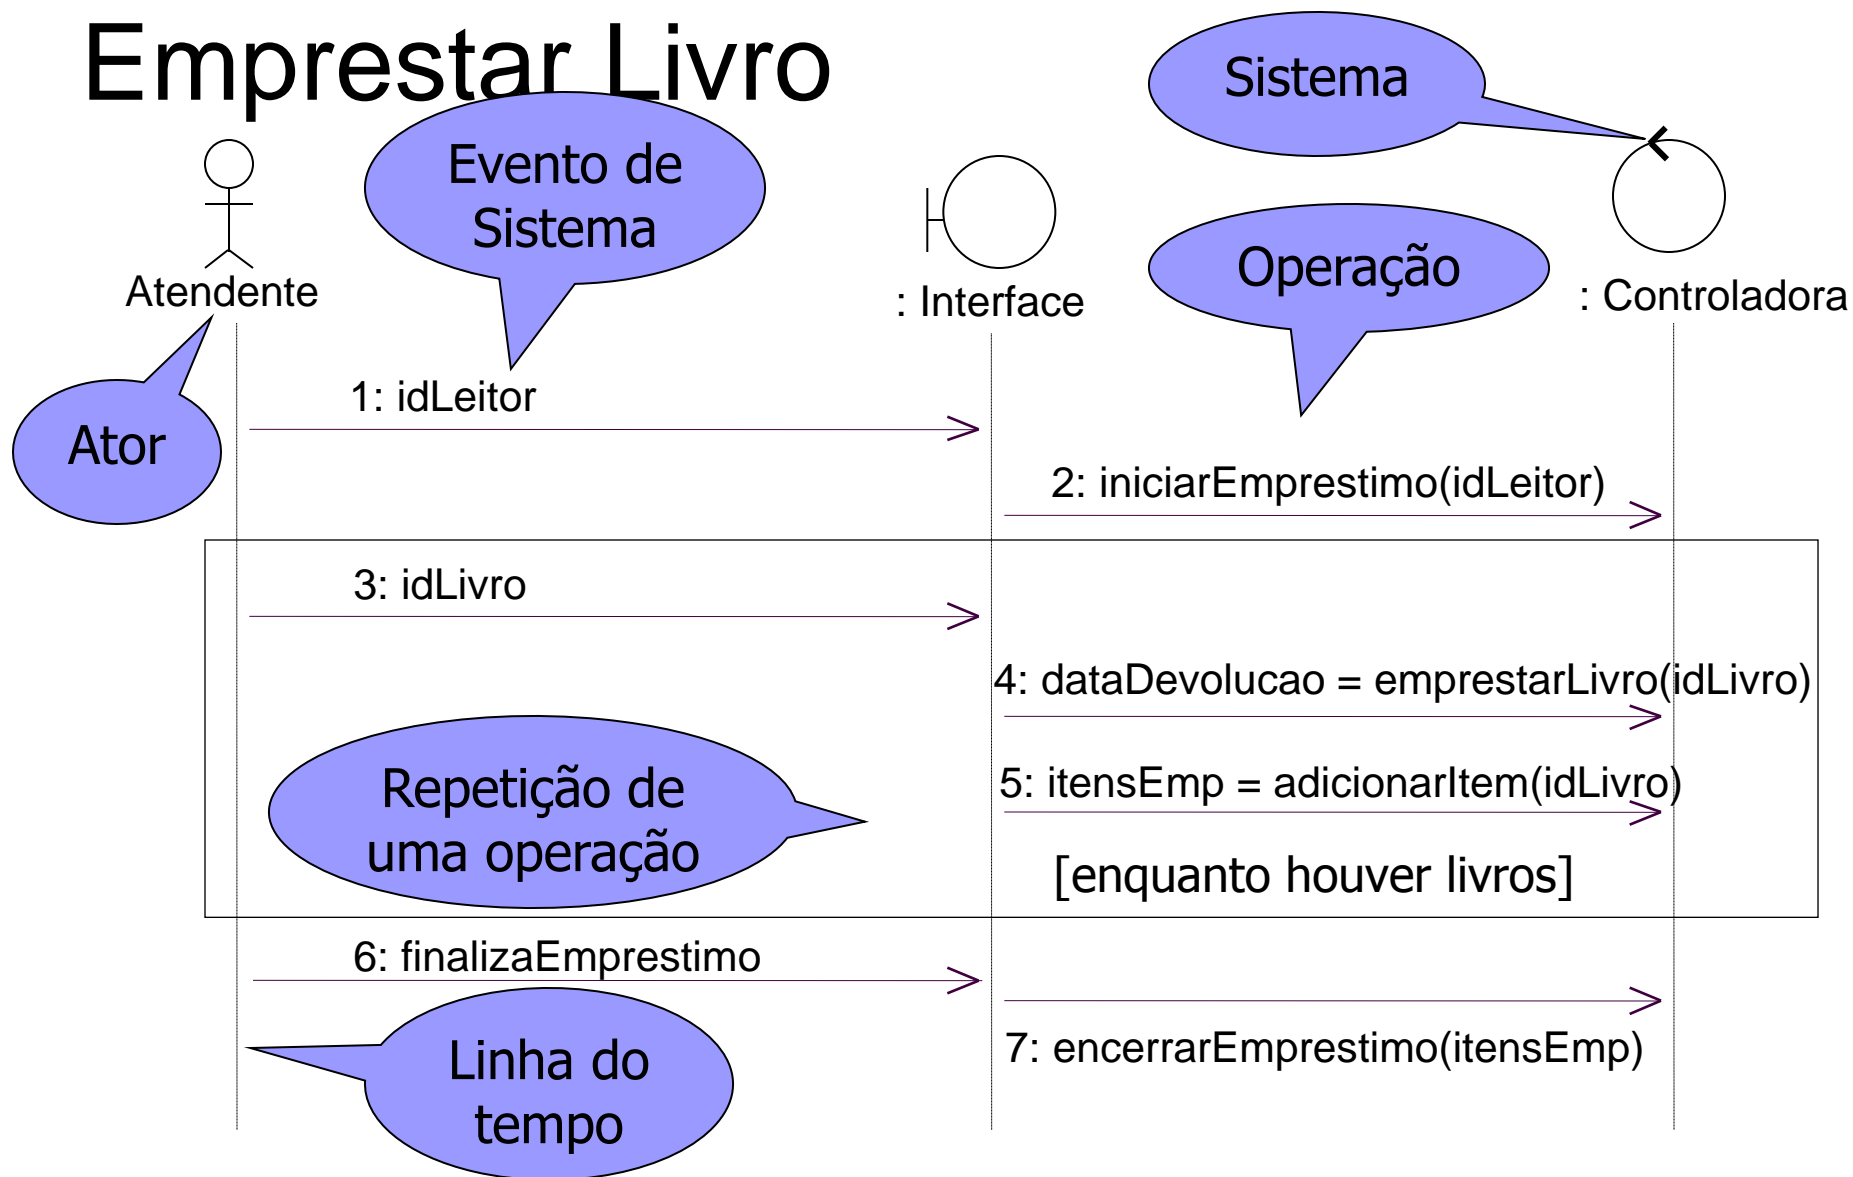 Emprestar Livro
Sistema
Evento de
Sistema
Operação
Atendente
: Interface
: Controladora
Ator
1: idLeitor
2: iniciarEmprestimo(idLeitor)
3: idLivro
4: dataDevolucao = emprestarLivro(idLivro)
5: itensEmp = adicionarItem(idLivro)
Repetição de
uma operação
[enquanto houver livros]
6: finalizaEmprestimo
7: encerrarEmprestimo(itensEmp)
Linha do
tempo